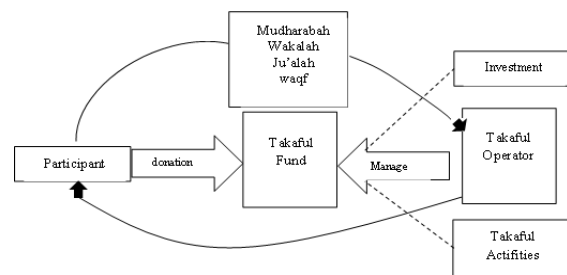 Mudharabah
Wakalah
Ju'alah
waqf
Investment
Participant
donation
Takaful
Fund
Manage
Takaful
Operator
Takaful
Actifities